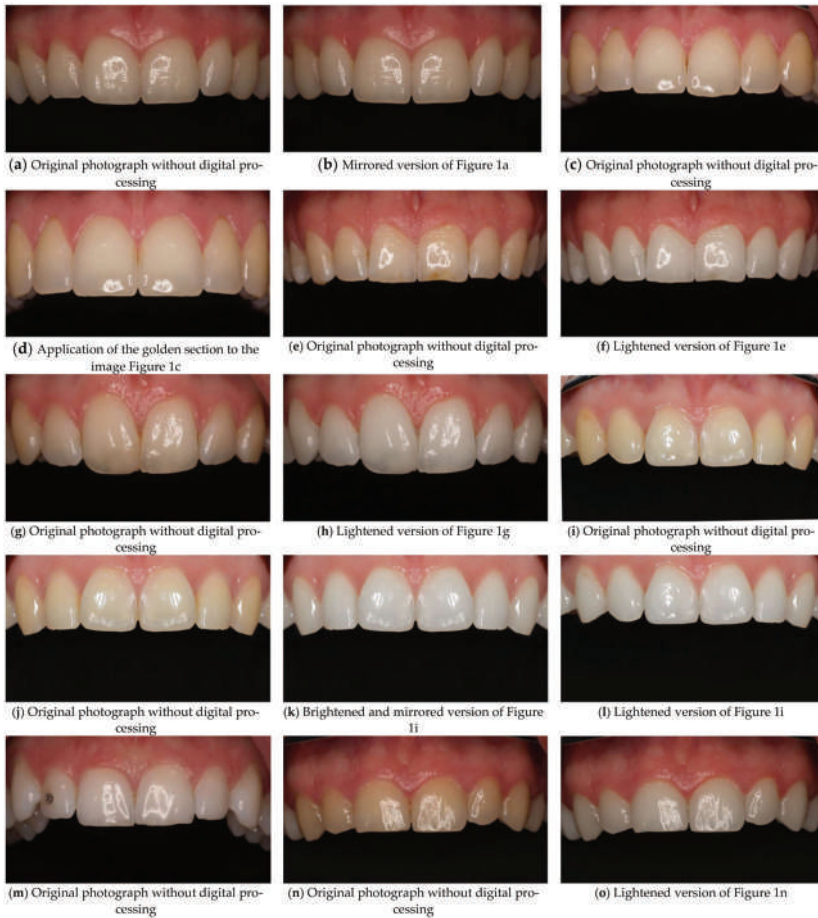 (a) Original photograph without digital pro-
cessing
(b) Mirrored version of Figure 1a
(c) Original photograph without digital pro-
cessing
(d) Application of the golden section to the
image Figure 1c
(e) Original photograph without digital pro-
cessing
(f) Lightened version of Figure 1e
(g) Original photograph without digital pro-
cessing
(h) Lightened version of Figure 1g
(i) Original photograph without digital pro-
cessing
(j) Original photograph without digital pro-
cessing
(k) Brightened and mirrored version of Figure
1i
(l) Lightened version of Figure 1i
(m) Original photograph without digital pro-
cessing
(n) Original photograph without digital pro-
cessing
(o) Lightened version of Figure 1n